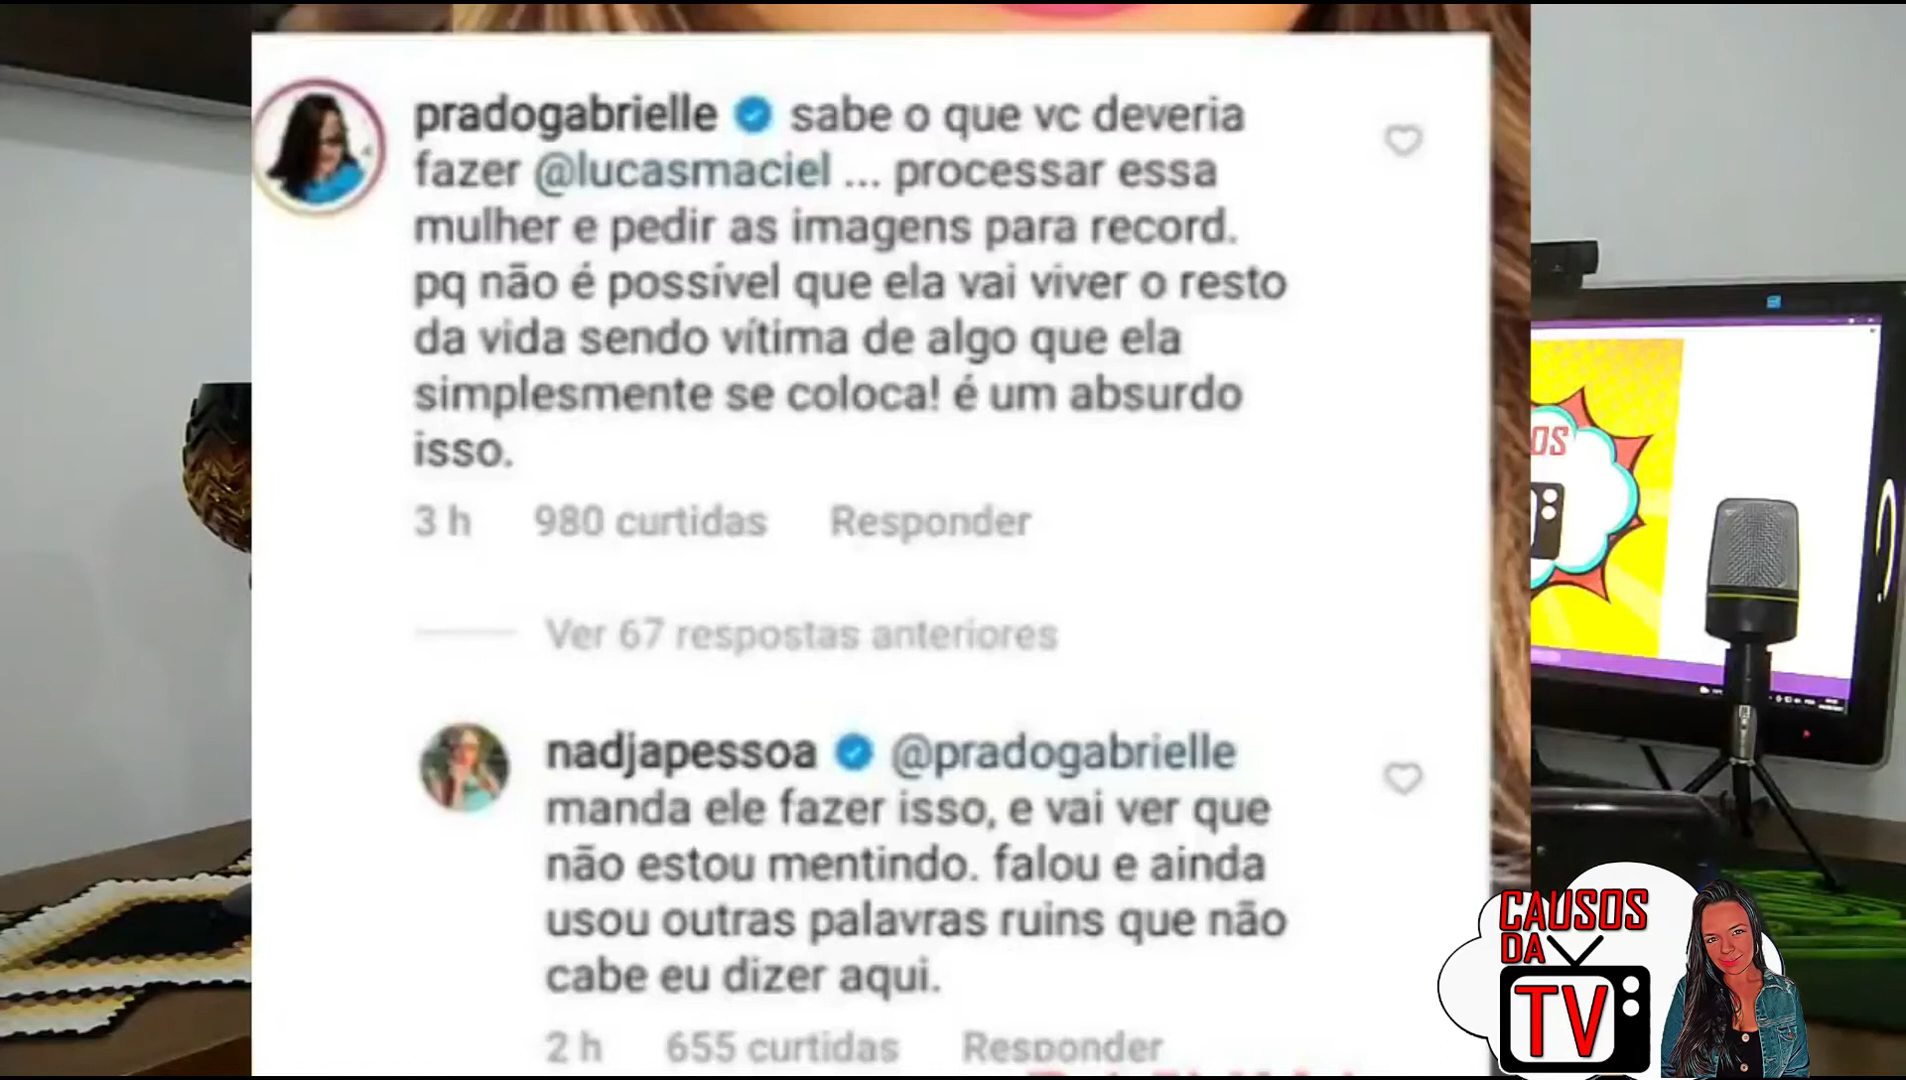 pradogabrielle sabe o que vc deveria
fazer @lucasmaciel ... processar essa
mulher e pedir as imagens para record.
pq não é possível que ela vai viver o resto
da vida sendo vítima de algo que ela
simplesmente se coloca! é um absurdo
isso.
3 h 980 curtidas Responder
Ver 67 respostas anteriores
nadjapessoa @pradogabrielle
manda ele fazer isso, e vai ver que
não estou mentindo. falou e ainda
usou outras palavras ruins que não
cabe eu dizer aqui.
2 h 655 curtidas Responder
OS
CAUSOS
DA
TV